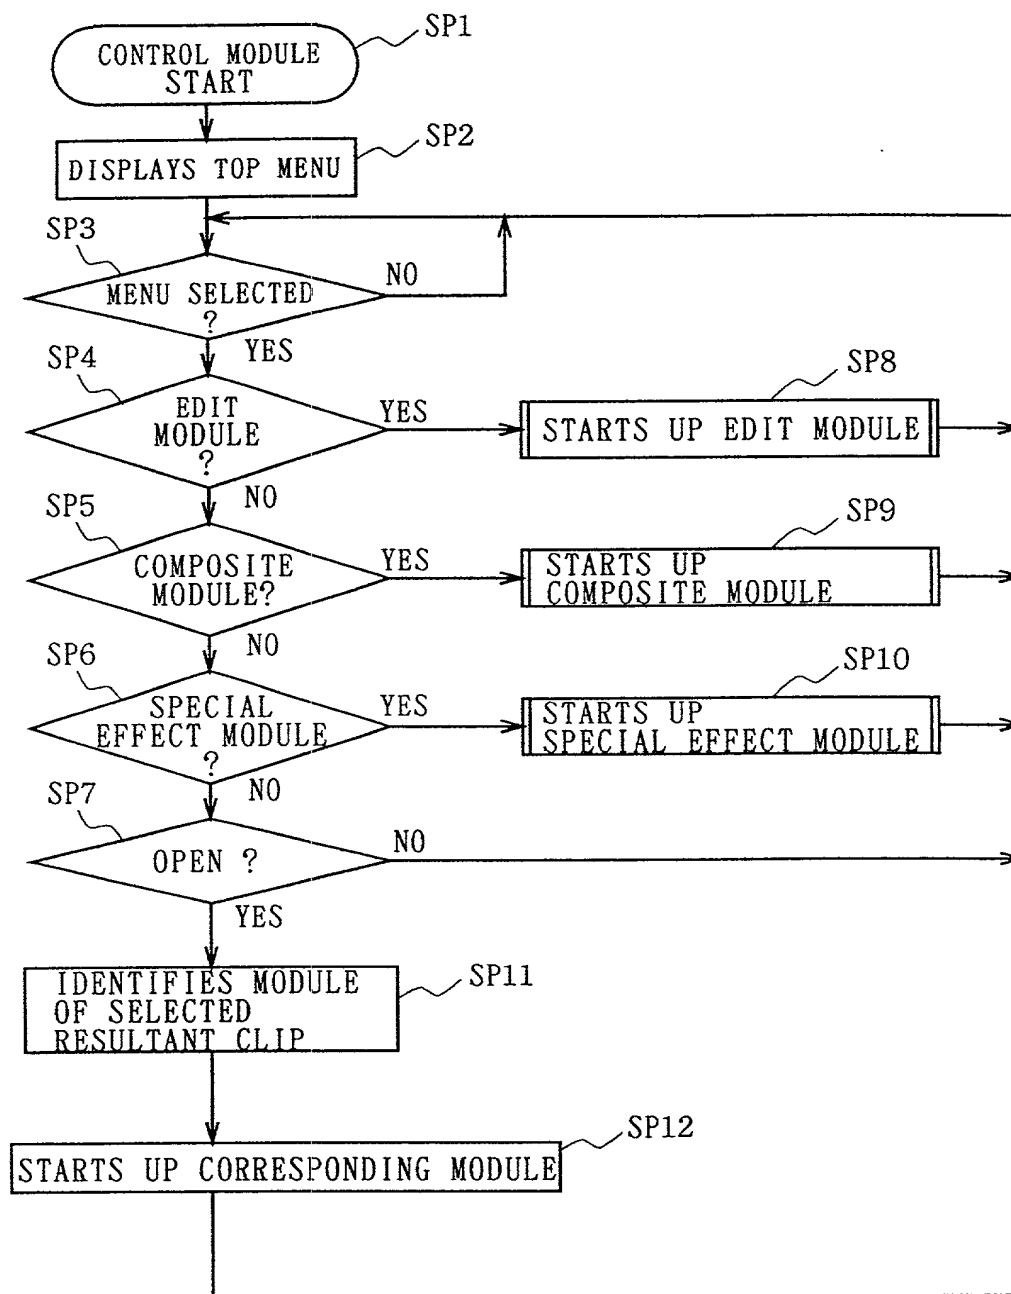 SP1
CONTROL MODULE
START
SP2
DISPLAYS TOP MENU
SP3
MENU SELECTED
?
NO
YES
SP4
EDIT
MODULE
?
YES
SP8
STARTS UP EDIT MODULE
NO
SP5
COMPOSITE
MODULE?
YES
SP9
STARTS UP
COMPOSITE MODULE
NO
SP6
SPECIAL
EFFECT MODULE
?
YES
SP10
STARTS UP
SPECIAL EFFECT MODULE
NO
SP7
OPEN ?
NO
YES
SP11
IDENTIFIES MODULE
OF SELECTED
RESULTANT CLIP
SP12
STARTS UP CORRESPONDING MODULE